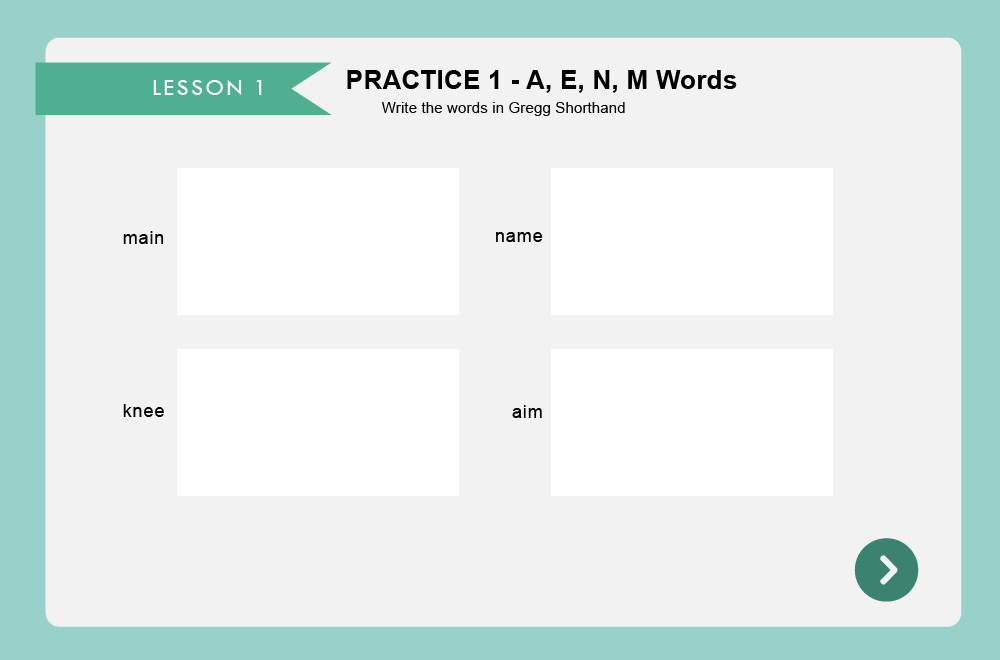 LESSON 1
PRACTICE 1 - A, E, N, M Words
Write the words in Gregg Shorthand
main
name
knee
aim